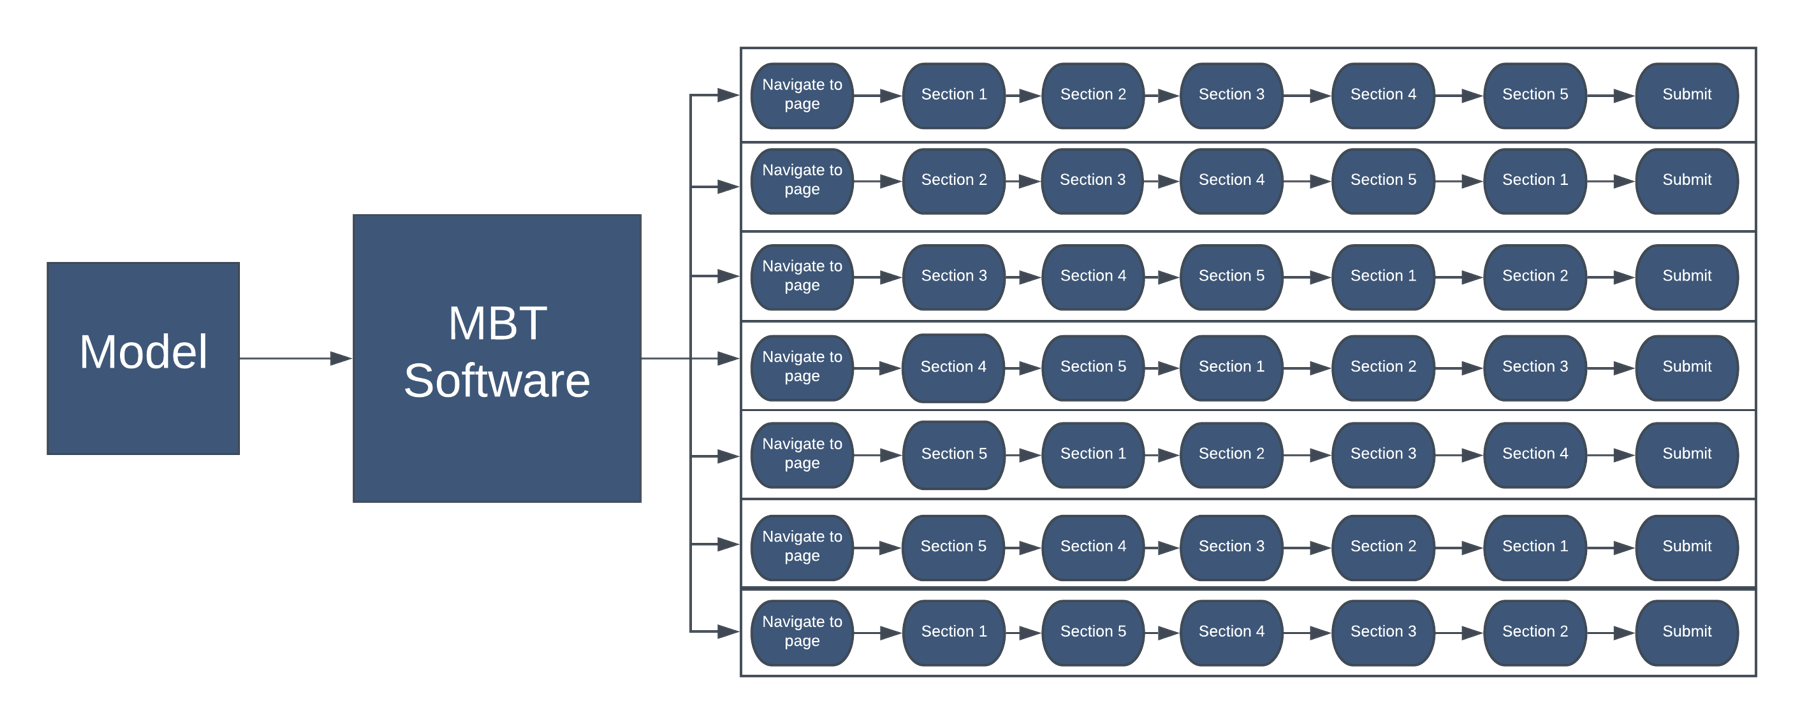 Model
MBT
Software
Navigate to
page
Section 1
Section 2
Section 3
Section 4
Section 5
Submit
Navigate to
page
Section 2
Section 3
Section 4
Section 5
Section 1
Submit
Navigate to
page
Section 3
Section 4
Section 5
Section 1
Section 2
Submit
Navigate to
page
Section 4
Section 5
Section 1
Section 2
Section 3
Submit
Navigate to
page
Section 5
Section 1
Section 2
Section 3
Section 4
Submit
Navigate to
page
Section 5
Section 4
Section 3
Section 2
Section 1
Submit
Navigate to
page
Section 1
Section 5
Section 4
Section 3
Section 2
Submit